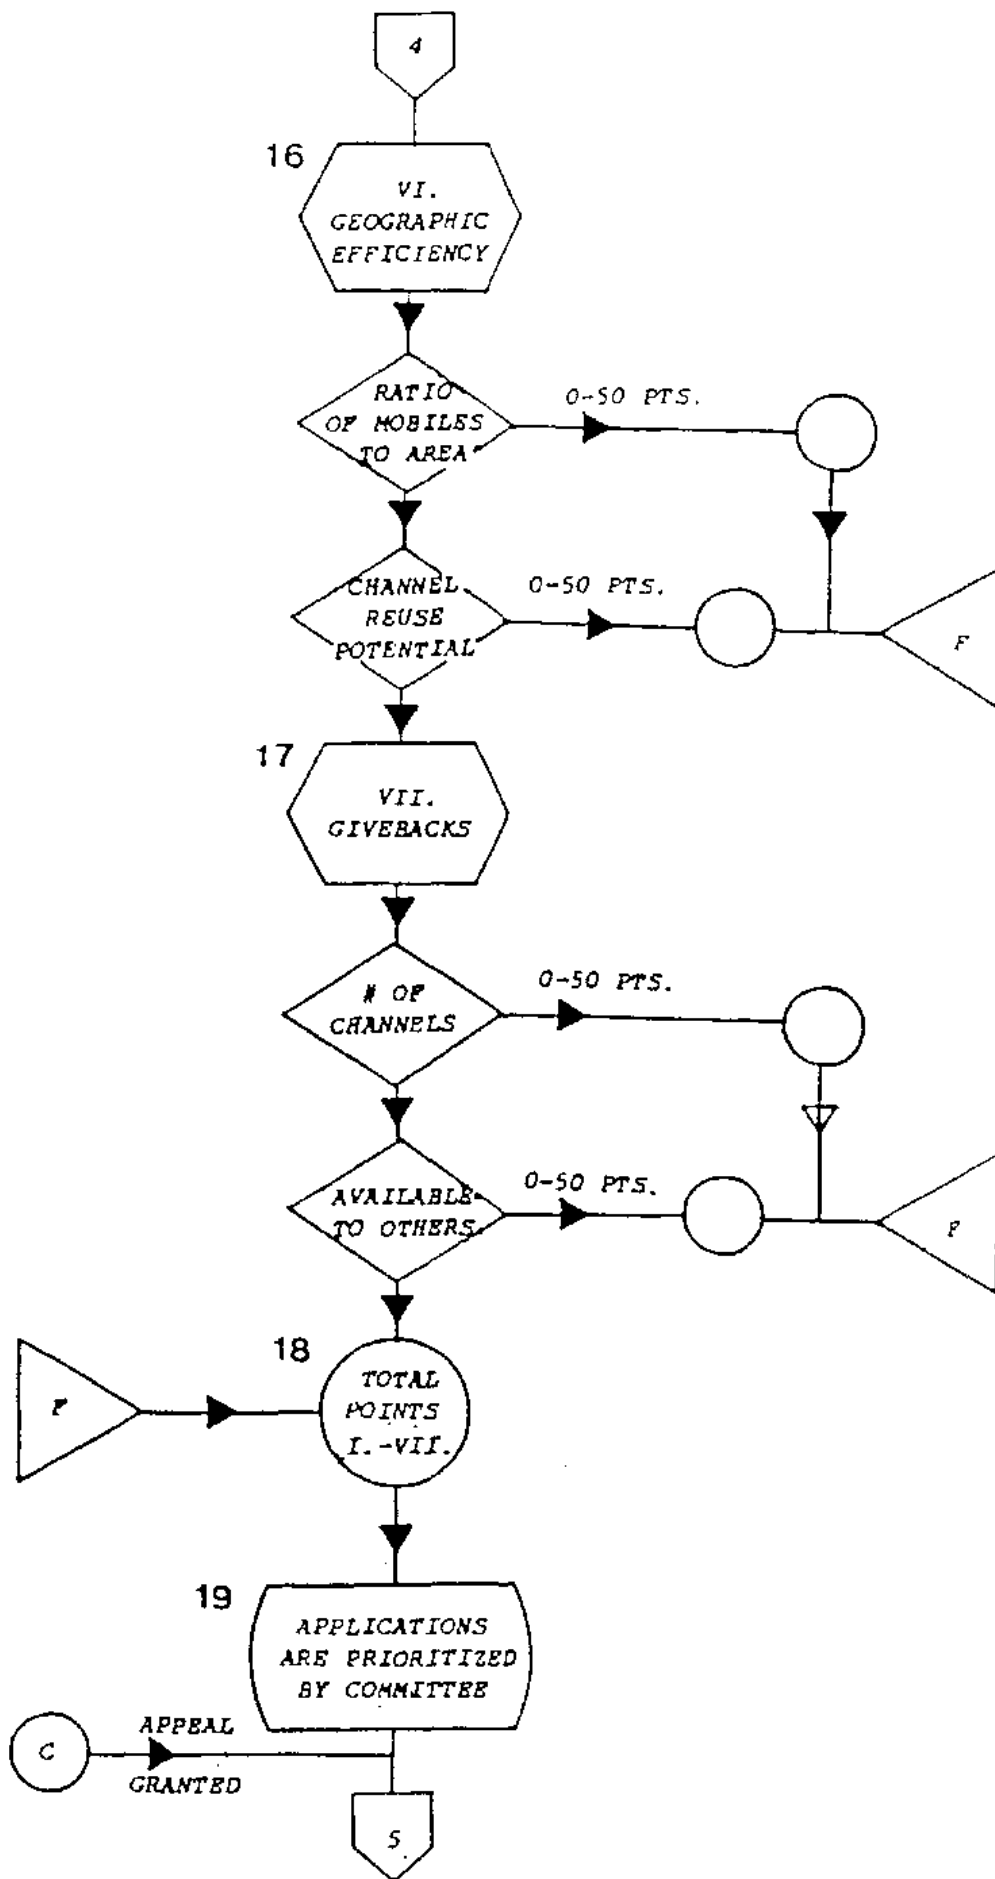 4
16
VI.
GEOGRAPHIC
EFFICIENCY
RATIO
OF MOBILES
TO AREA
0-50 PTS.
CHANNEL
REUSE
POTENTIAL
0-50 PTS.
F
17
VII.
GIVEBACKS
# OF
CHANNELS
0-50 PTS.
AVAILABLE
TO OTHERS
0-50 PTS.
F
18
F
TOTAL
POINTS
I.-VII.
19
APPLICATIONS
ARE PRIORITIZED
BY COMMITTEE
C
APPEAL
GRANTED
5